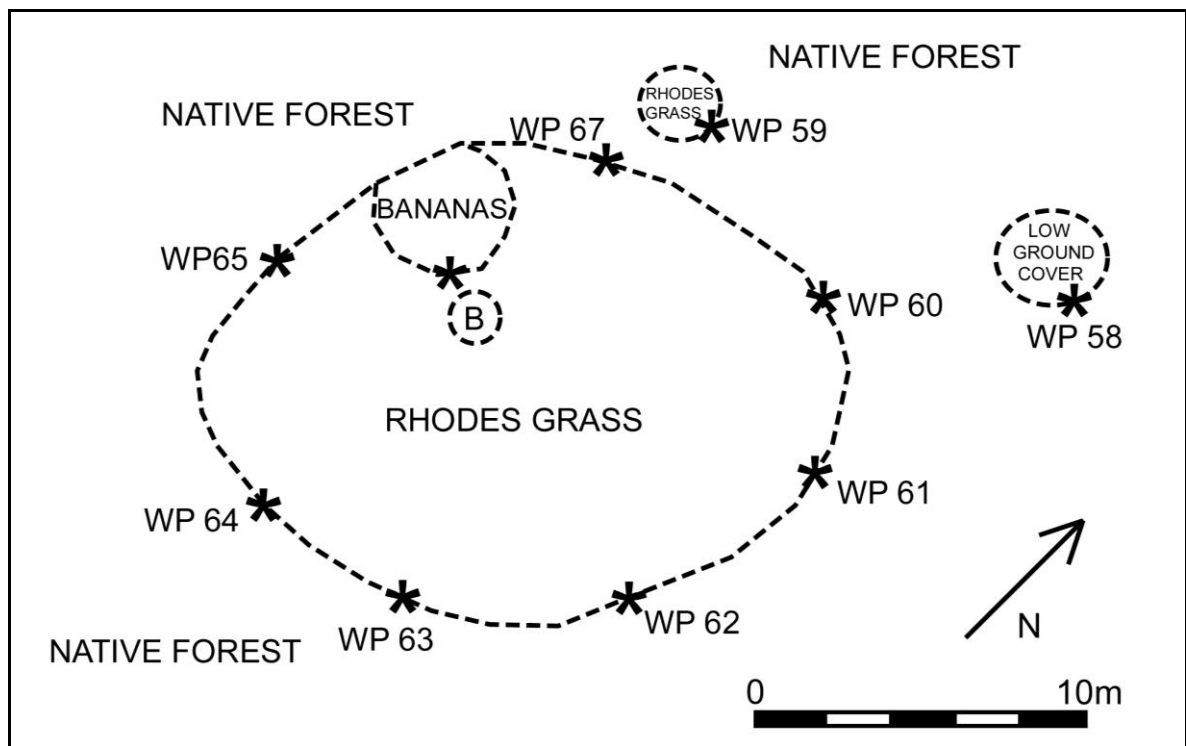 NATIVE FOREST
NATIVE FOREST
RHODES
GRASS
WP 67
WP 59
BANANAS
WP65
LOW
GROUND
COVER
B
WP 60
WP 58
RHODES GRASS
WP 61
WP 64
WP 62
WP 63
N
NATIVE FOREST
0
10m